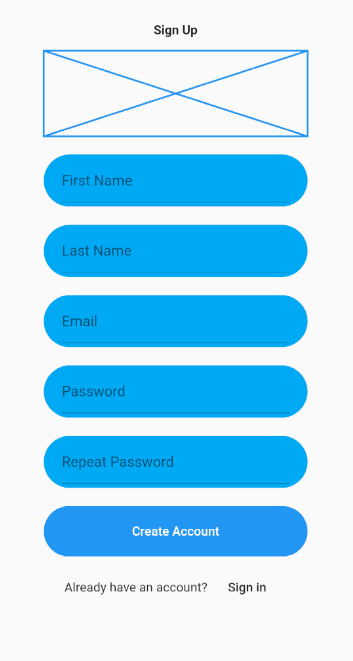 Sign Up
First Name
Last Name
Email
Password
Repeat Password
Create Account
Already have an account? Sign in